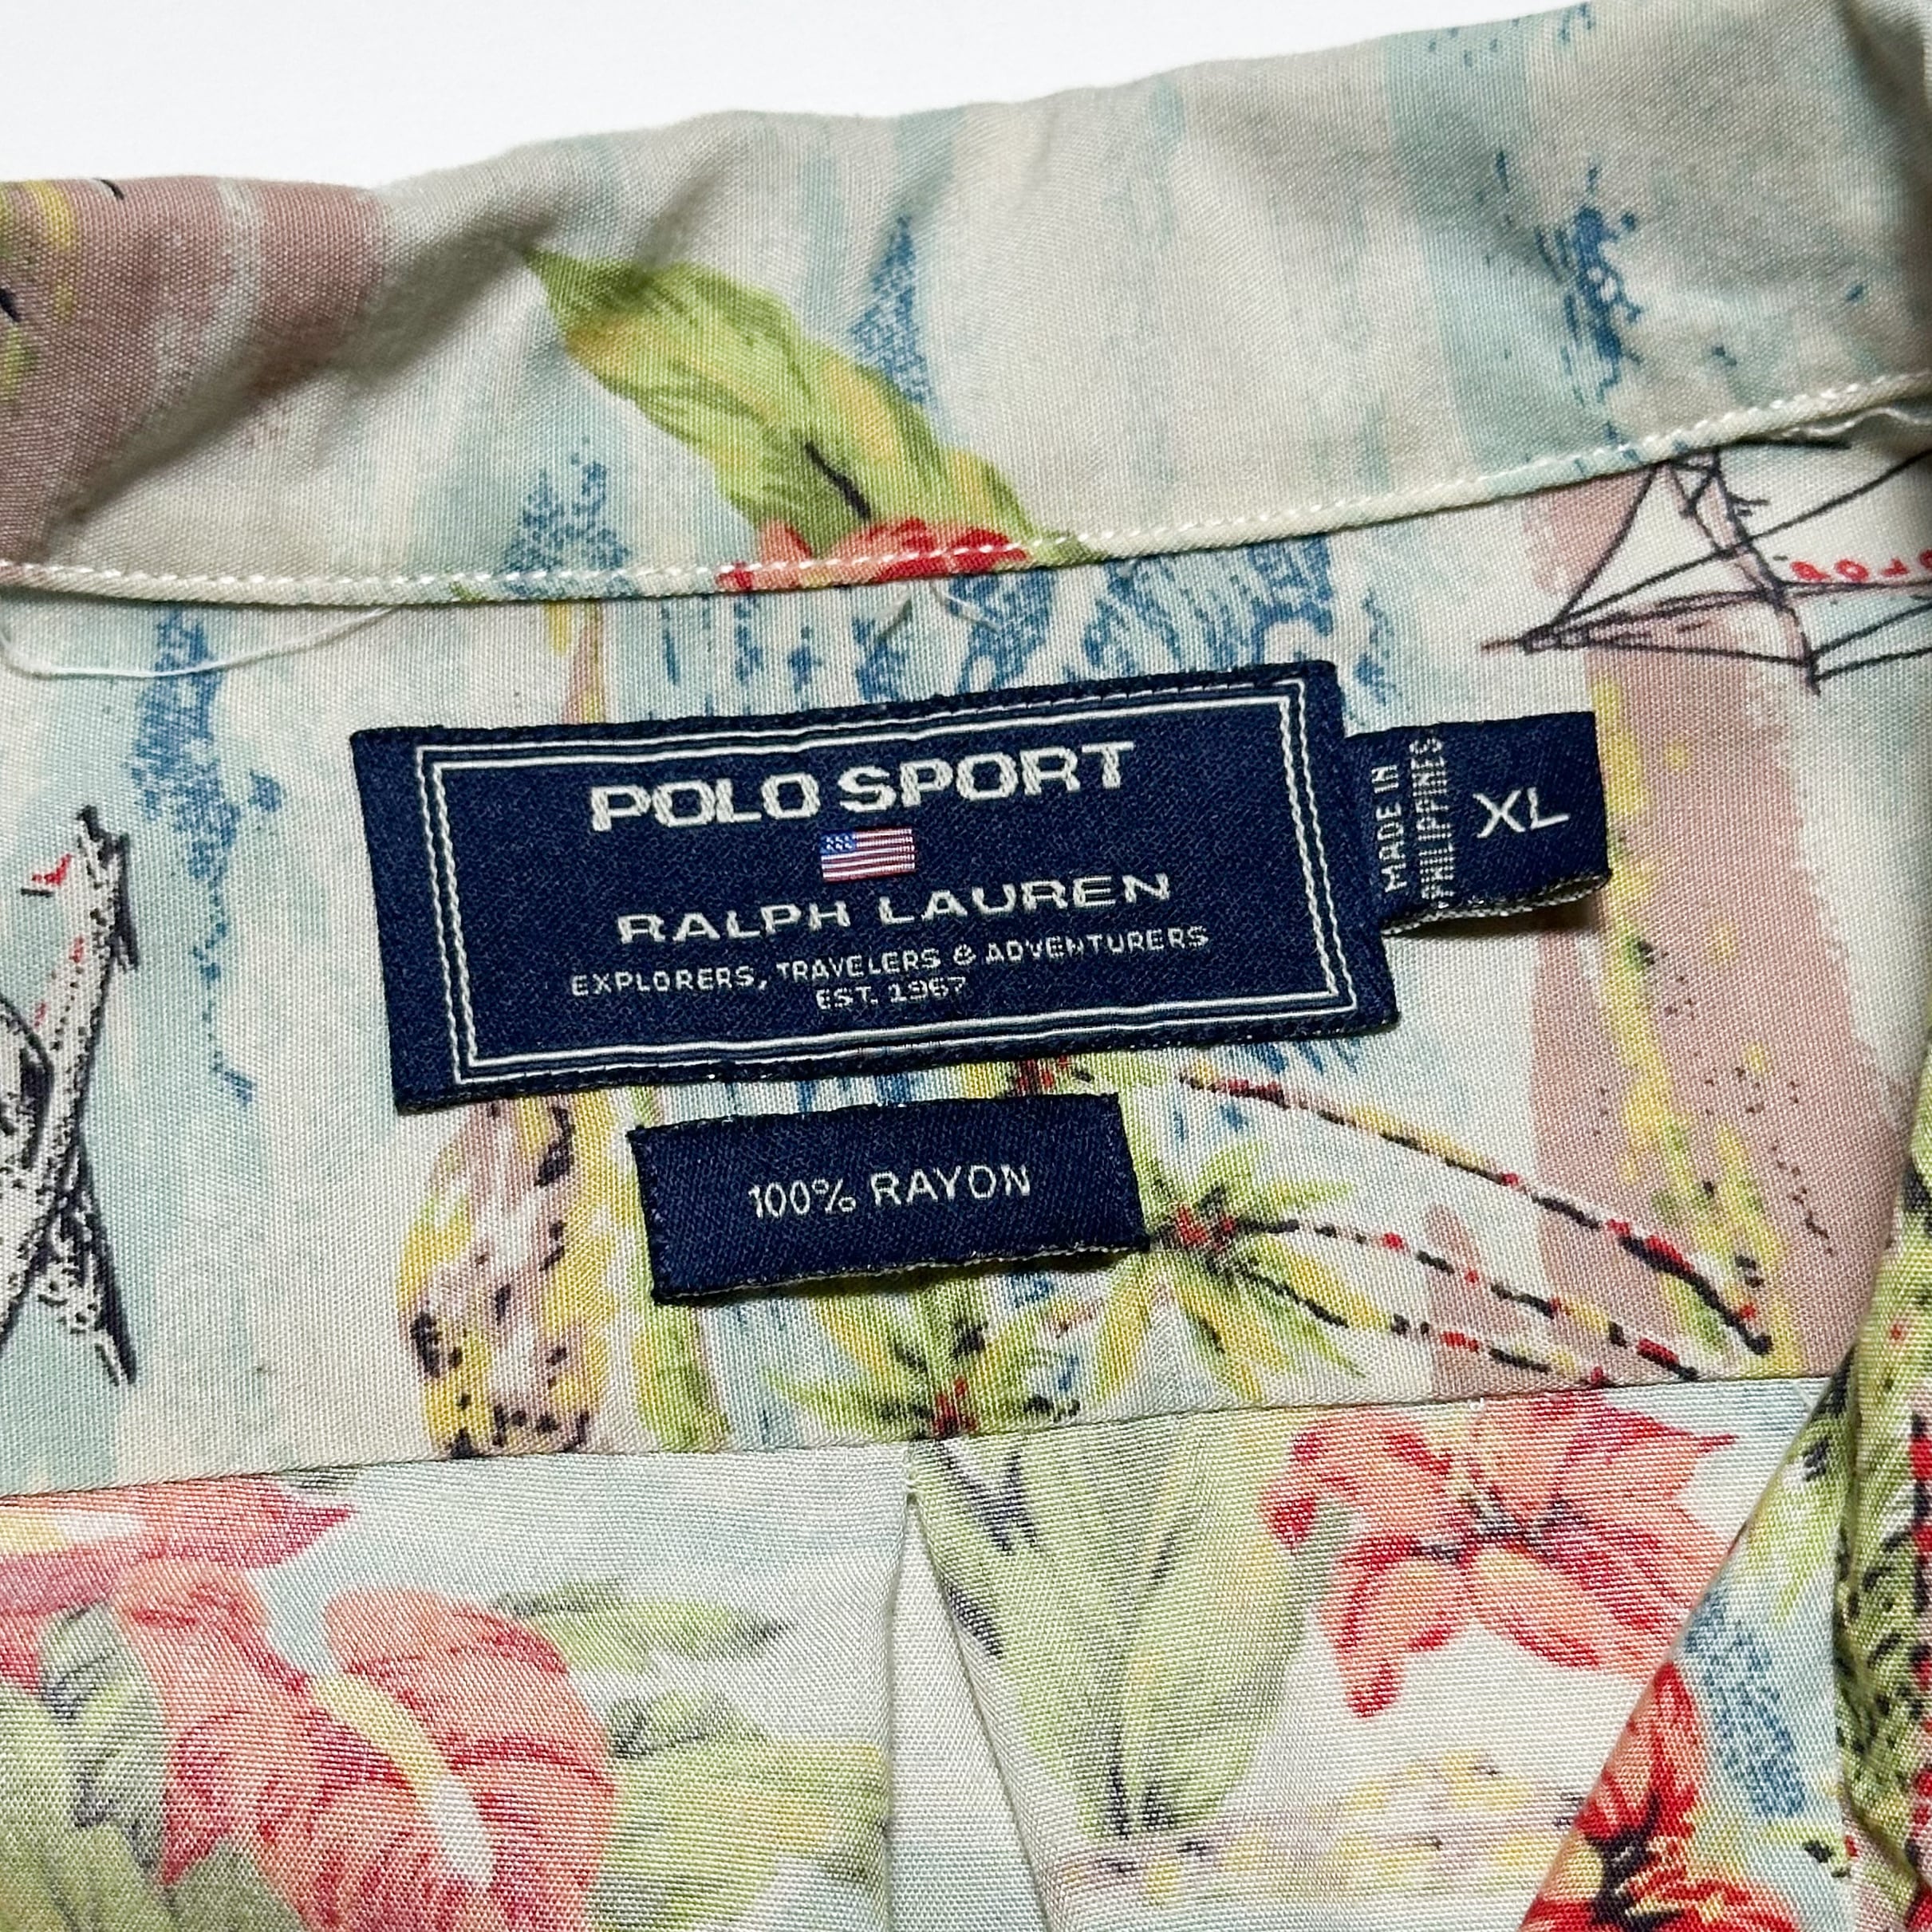 POLO SPORT
RALPH LAUREN
EXPLORERS, TRAVELERS & ADVENTURERS
EST. 1967
MADE IN
PHILIPPINES
XL
100% RAYON